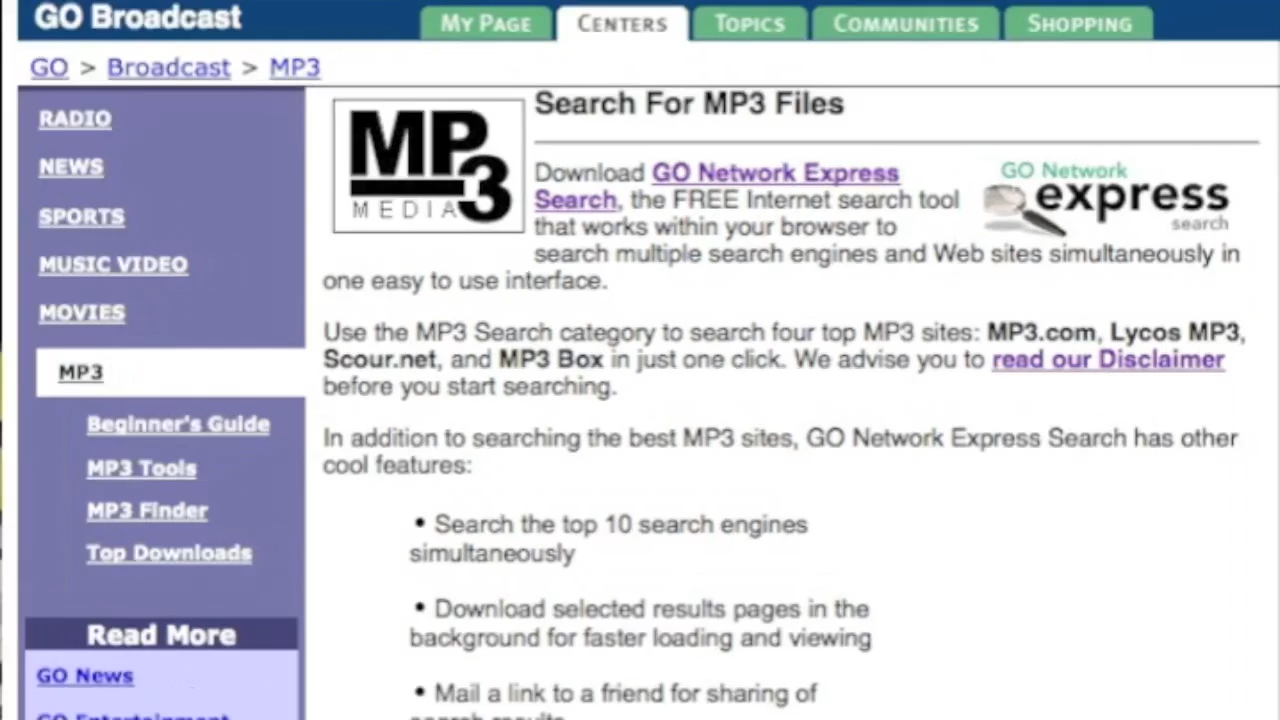 GO Broadcast
MY PAGE
CENTERS
TOPICS
COMMUNITIES
SHOPPING
GO > Broadcast > MP3
RADIO
NEWS
SPORTS
MUSIC VIDEO
MOVIES
MP3
Beginner's Guide
MP3 Tools
MP3 Finder
Top Downloads
Read More
GO News
GO Entertainment
MP3
MEDIA
Search For MP3 Files
Download GO Network Express
Search, the FREE Internet search tool
that works within your browser to
search multiple search engines and Web sites simultaneously in
one easy to use interface.
GO Network
express
search
Use the MP3 Search category to search four top MP3 sites: MP3.com, Lycos MP3,
Scour.net, and MP3 Box in just one click. We advise you to read our Disclaimer
before you start searching.
In addition to searching the best MP3 sites, GO Network Express Search has other
cool features:
• Search the top 10 search engines
simultaneously
• Download selected results pages in the
background for faster loading and viewing
• Mail a link to a friend for sharing of
search results